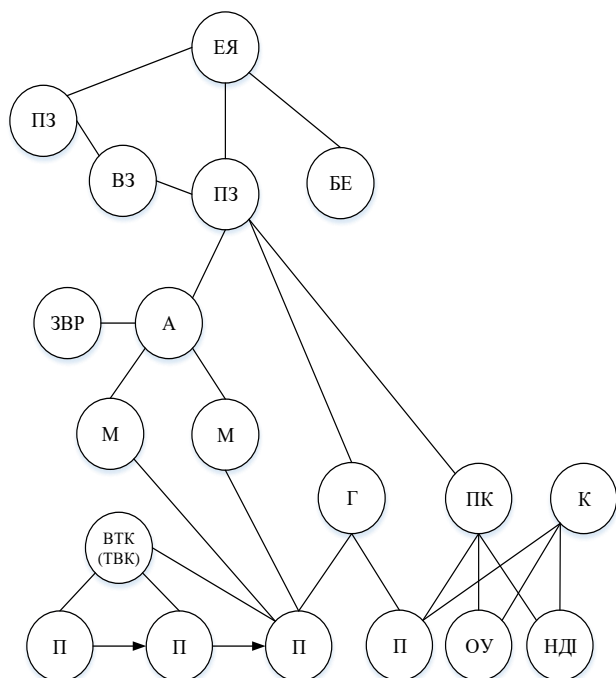 ЕЯ
ПЗ
ВЗ
ПЗ
БЕ
ЗВР
А
М
М
Г
ПК
К
ВТК
(ТВК)
П
П
П
П
ОУ
НДІ